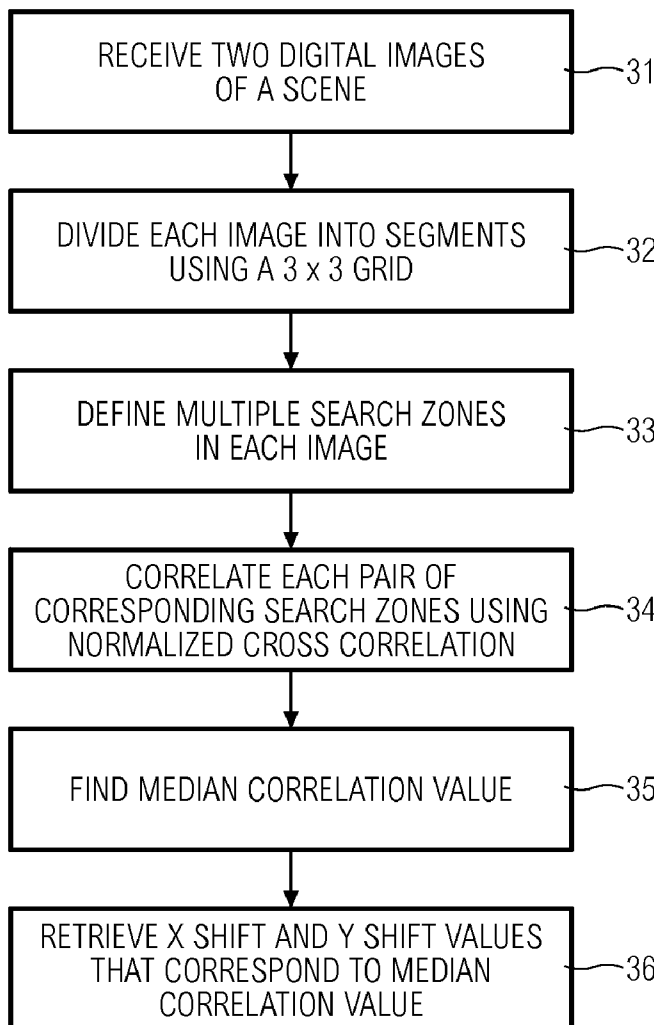 RECEIVE TWO DIGITAL IMAGES
OF A SCENE
31
DIVIDE EACH IMAGE INTO SEGMENTS
USING A 3 x 3 GRID
32
DEFINE MULTIPLE SEARCH ZONES
IN EACH IMAGE
33
CORRELATE EACH PAIR OF
CORRESPONDING SEARCH ZONES USING
NORMALIZED CROSS CORRELATION
34
FIND MEDIAN CORRELATION VALUE
35
RETRIEVE X SHIFT AND Y SHIFT VALUES
THAT CORRESPOND TO MEDIAN
CORRELATION VALUE
36